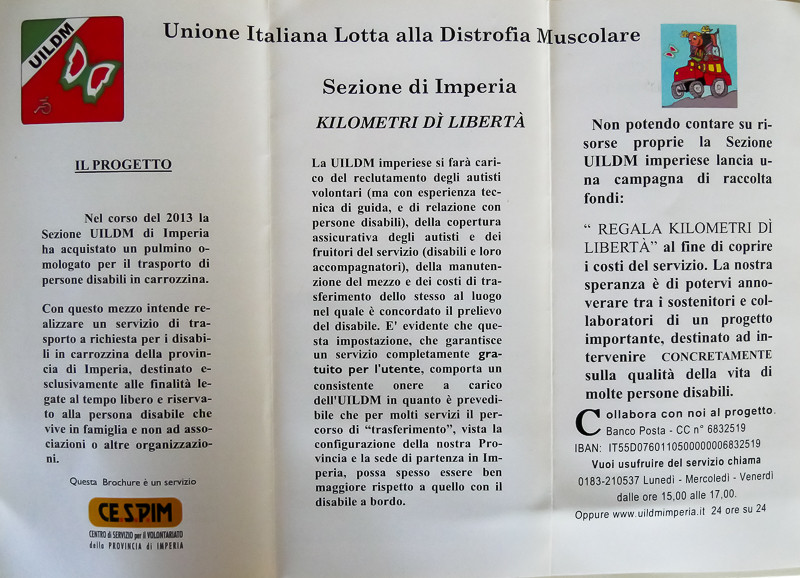 UILDM
Unione Italiana Lotta alla Distrofia Muscolare
IL PROGETTO
Nel corso del 2013 la
Sezione UILDM di Imperia
ha acquistato un pulmino o-
mologato per il trasporto di
persone disabili in carrozzina.
Con questo mezzo intende re-
alizzare un servizio di tra-
sporto a richiesta per i disabi-
li in carrozzina della provin-
cia di Imperia, destinato e-
sclusivamente alle finalità le-
gate al tempo libero e riserva-
to alla persona disabile che
vive in famiglia e non ad as-
sociazioni o altre organizzazio-
ni.
Questa Brochure è un servizio
CE.S.P.IM
CENTRO di SERVIZIO per il VOLONTARIATO
della PROVINCIA di IMPERIA
Sezione di Imperia
KILOMETRI DÌ LIBERTÀ
La UILDM imperiese si farà cari-
co del reclutamento degli autisti
volontari (ma con esperienza tec-
nica di guida, e di relazione con
persone disabili), della copertura
assicurativa degli autisti e dei
fruitori del servizio (disabili e loro
accompagnatori), della manuten-
zione del mezzo e dei costi di tra-
sferimento dello stesso al luogo
nel quale è concordato il prelievo
del disabile. E' evidente che que-
sta impostazione, che garantisce
un servizio completamente gra-
tuito per l'utente, comporta un
consistente onere a carico
dell'UILDM in quanto è prevedi-
bile che per molti servizi il per-
corso di “trasferimento”, vista la
configurazione della nostra Pro-
vincia e la sede di partenza in Im-
peria, possa spesso essere ben
maggiore rispetto a quello con il
disabile a bordo.
Non potendo contare su ri-
sorse proprie la Sezione
UILDM imperiese lancia u-
na campagna di raccolta
fondi:
“ REGALA KILOMETRI DÌ
LIBERTÀ” al fine di coprire
i costi del servizio. La nostra
speranza è di potervi anno-
verare tra i sostenitori e col-
laboratori di un progetto
importante, destinato ad in-
tervenire CONCRETAMENTE
sulla qualità della vita di
molte persone disabili.
Collabora con noi al progetto.
Banco Posta - CC n° 6832519
IBAN: IT55D0760110500000006832519
Vuoi usufruire del servizio chiama
0183-210537 Lunedì - Mercoledì - Venerdì
dalle ore 15,00 alle 17,00.
Oppure www.uildmimperia.it 24 ore su 24